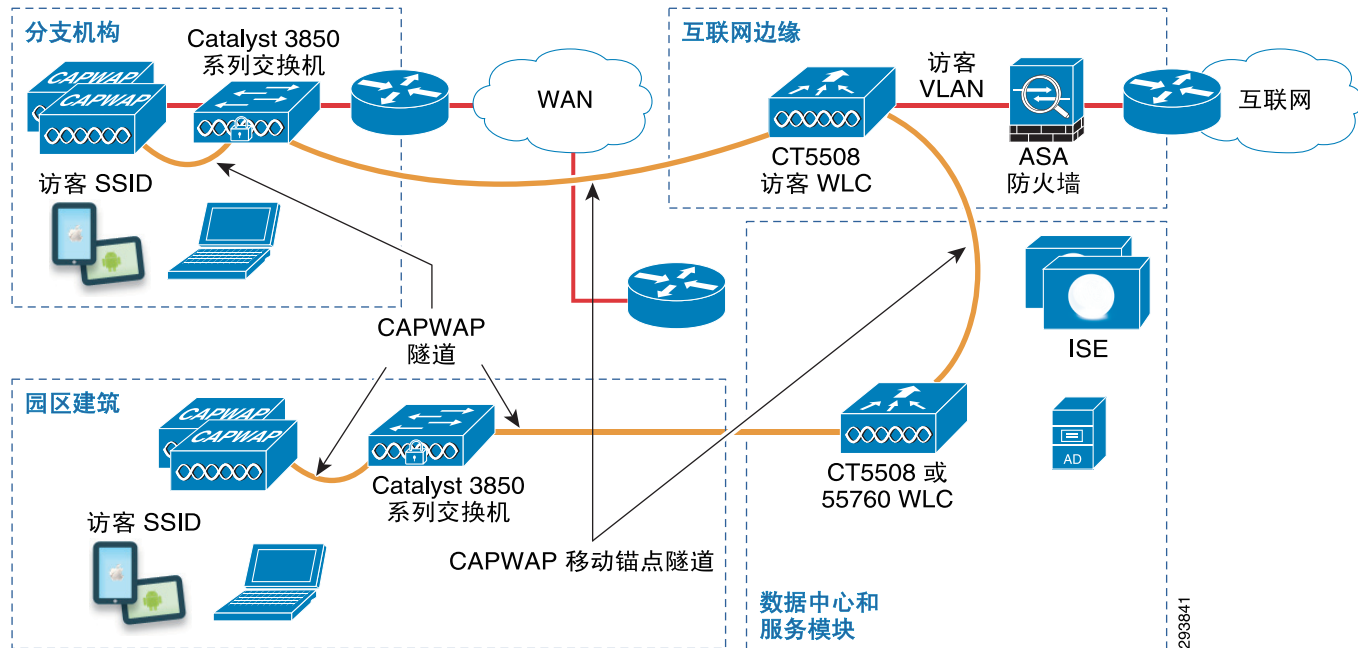 分支机构
Catalyst 3850
系列交换机
CAPWAP
CAPWAP
访客 SSID
WAN
互联网边缘
访客
VLAN
CT5508
访客 WLC
ASA
防火墙
互联网
CAPWAP
隧道
ISE
AD
园区建筑
CAPWAP
CAPWAP
Catalyst 3850
系列交换机
访客 SSID
CT5508 或
55760 WLC
CAPWAP 移动锚点隧道
数据中心和
服务模块
293841